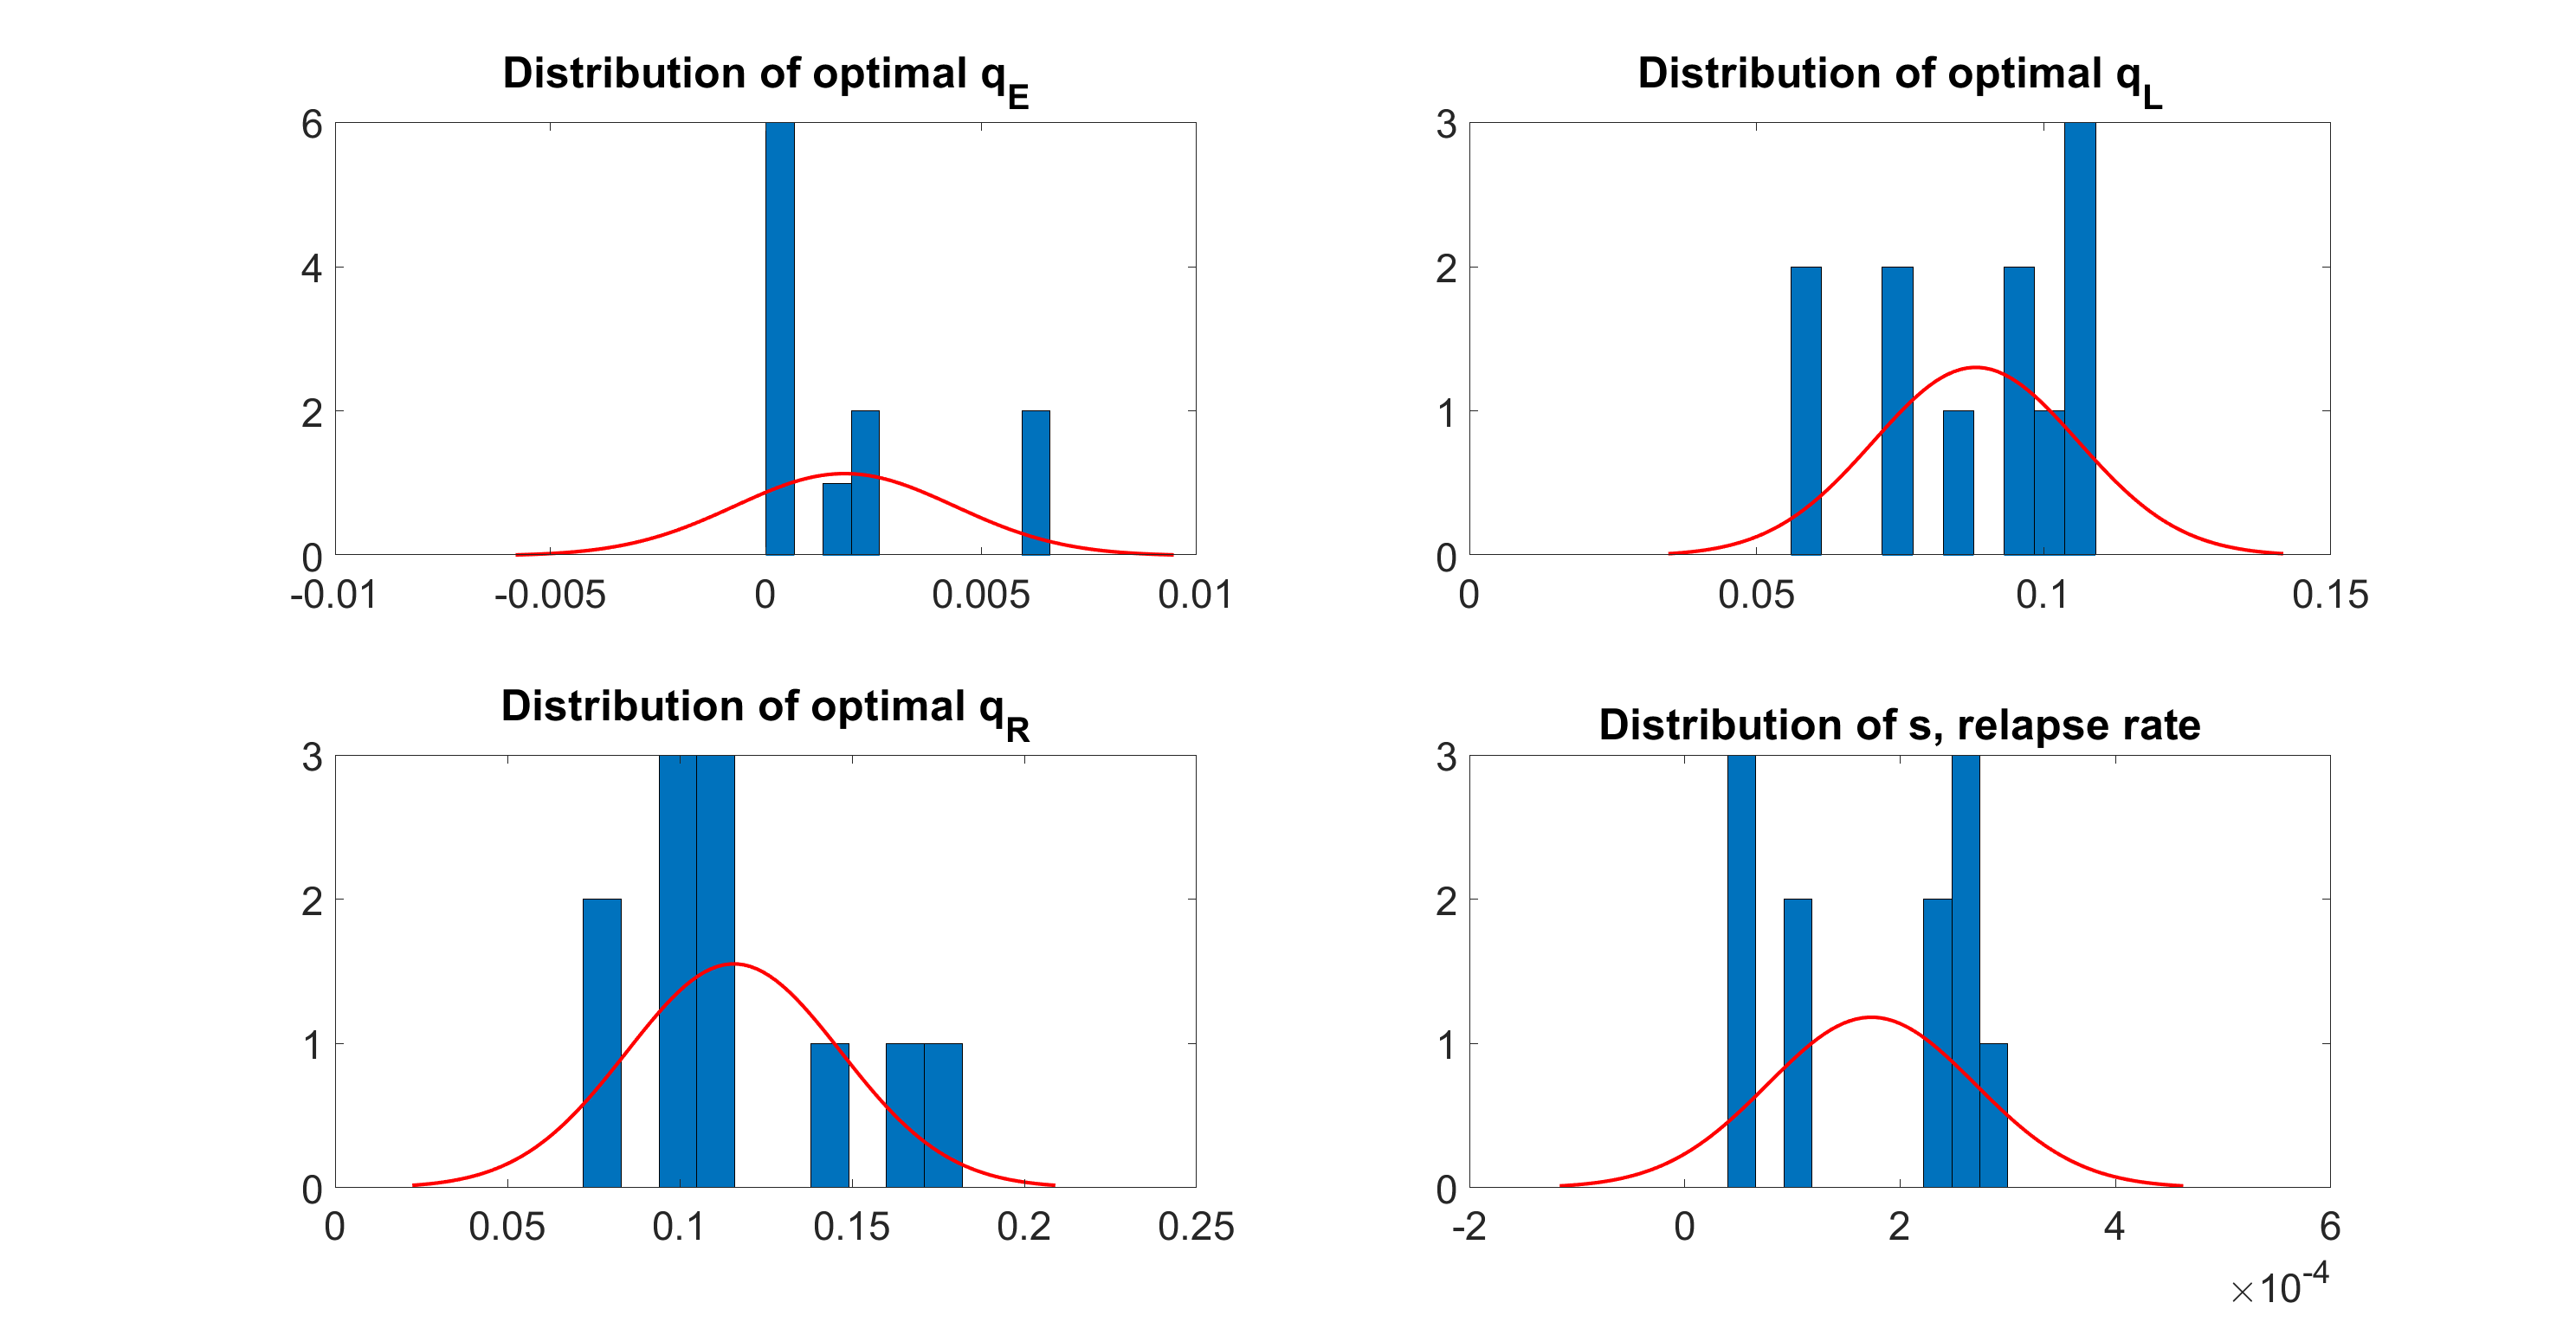 Distribution of optimal q_E
6
4
2
0
-0.01 -0.005 0 0.005 0.01
Distribution of optimal q_L
3
2
1
0
0 0.05 0.1 0.15
Distribution of optimal q_R
3
2
1
0
0 0.05 0.1 0.15 0.2 0.25
Distribution of s, relapse rate
3
2
1
0
-2 0 2 4 6
×10^-4